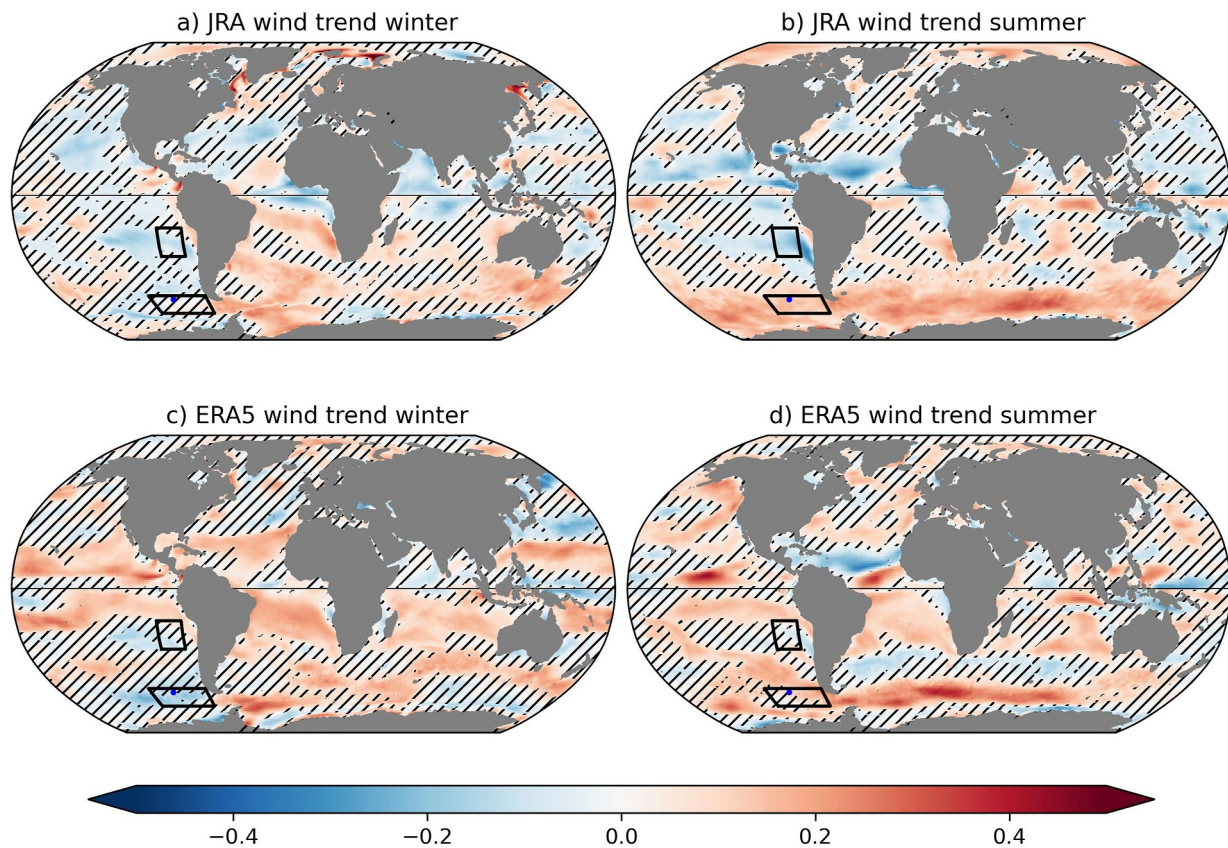 a) JRA wind trend winter
b) JRA wind trend summer
c) ERA5 wind trend winter
d) ERA5 wind trend summer
−0.4 −0.2 0.0 0.2 0.4